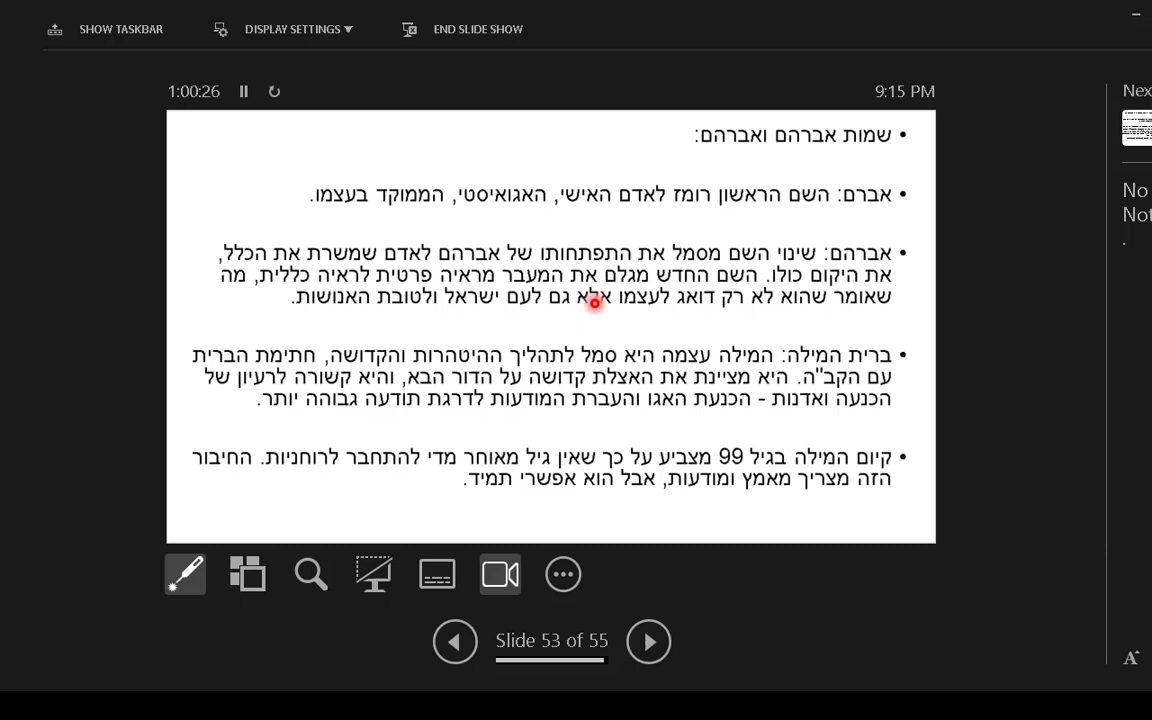 SHOW TASKBAR
DISPLAY SETTINGS ▼
END SLIDE SHOW
1:00:26
9:15 PM
• שמות אברהם ואברהם:
• אברם: השם הראשון רומז לאדם האישי, האגואיסטי, הממוקד בעצמו.
• אברהם: שינוי השם מסמל את התפתחותו של אברהם לאדם שמשרת את הכלל,
את היקום כולו. השם החדש מגלם את המעבר מראיה פרטית לראיה כללית, מה
שאומר שהוא לא רק דואג לעצמו אלא גם לעם ישראל ולטובת האנושות.
• ברית המילה: המילה עצמה היא סמל לתהליך ההיטהרות והקדושה, חתימת הברית
עם הקב"ה. היא מציינת את האצלת קדושה על הדור הבא, והיא קשורה לרעיון של
הכנעה ואדנות - הכנעת האגו והעברת המודעות לדרגת תודעה גבוהה יותר.
• קיום המילה בגיל 99 מצביע על כך שאין גיל מאוחר מדי להתחבר לרוחניות. החיבור
הזה מצריך מאמץ ומודעות, אבל הוא אפשרי תמיד.
Slide 53 of 55
Nex
No
Not
.
A